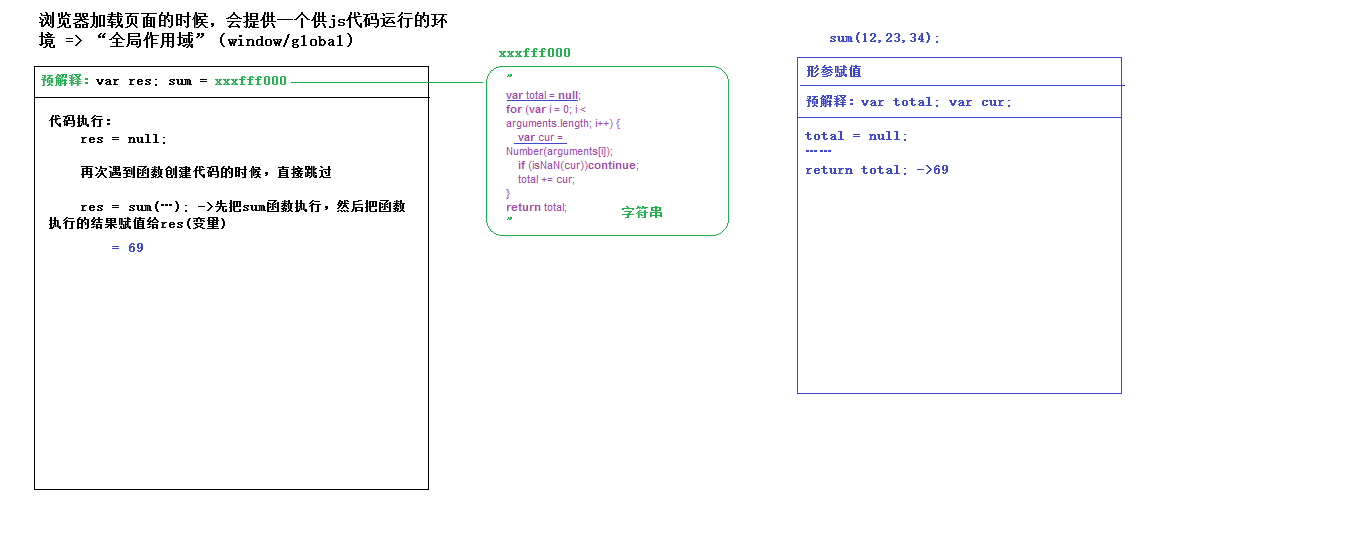 浏览器加载页面的时候，会提供一个供js代码运行的环
境 => “全局作用域” (window/global)
预解释：var res; sum = xxxfff000
代码执行：
res = null;
再次遇到函数创建代码的时候，直接跳过
res = sum(…); ->先把sum函数执行，然后把函数
执行的结果赋值给res(变量)
= 69
xxxfff000
"
var total = null;
for (var i = 0; i <
arguments.length; i++) {
var cur =
Number(arguments[i]);
if (isNaN(cur))continue;
total += cur;
}
return total;
"
字符串
sum(12,23,34);
形参赋值
预解释：var total; var cur;
total = null;
……
return total; ->69